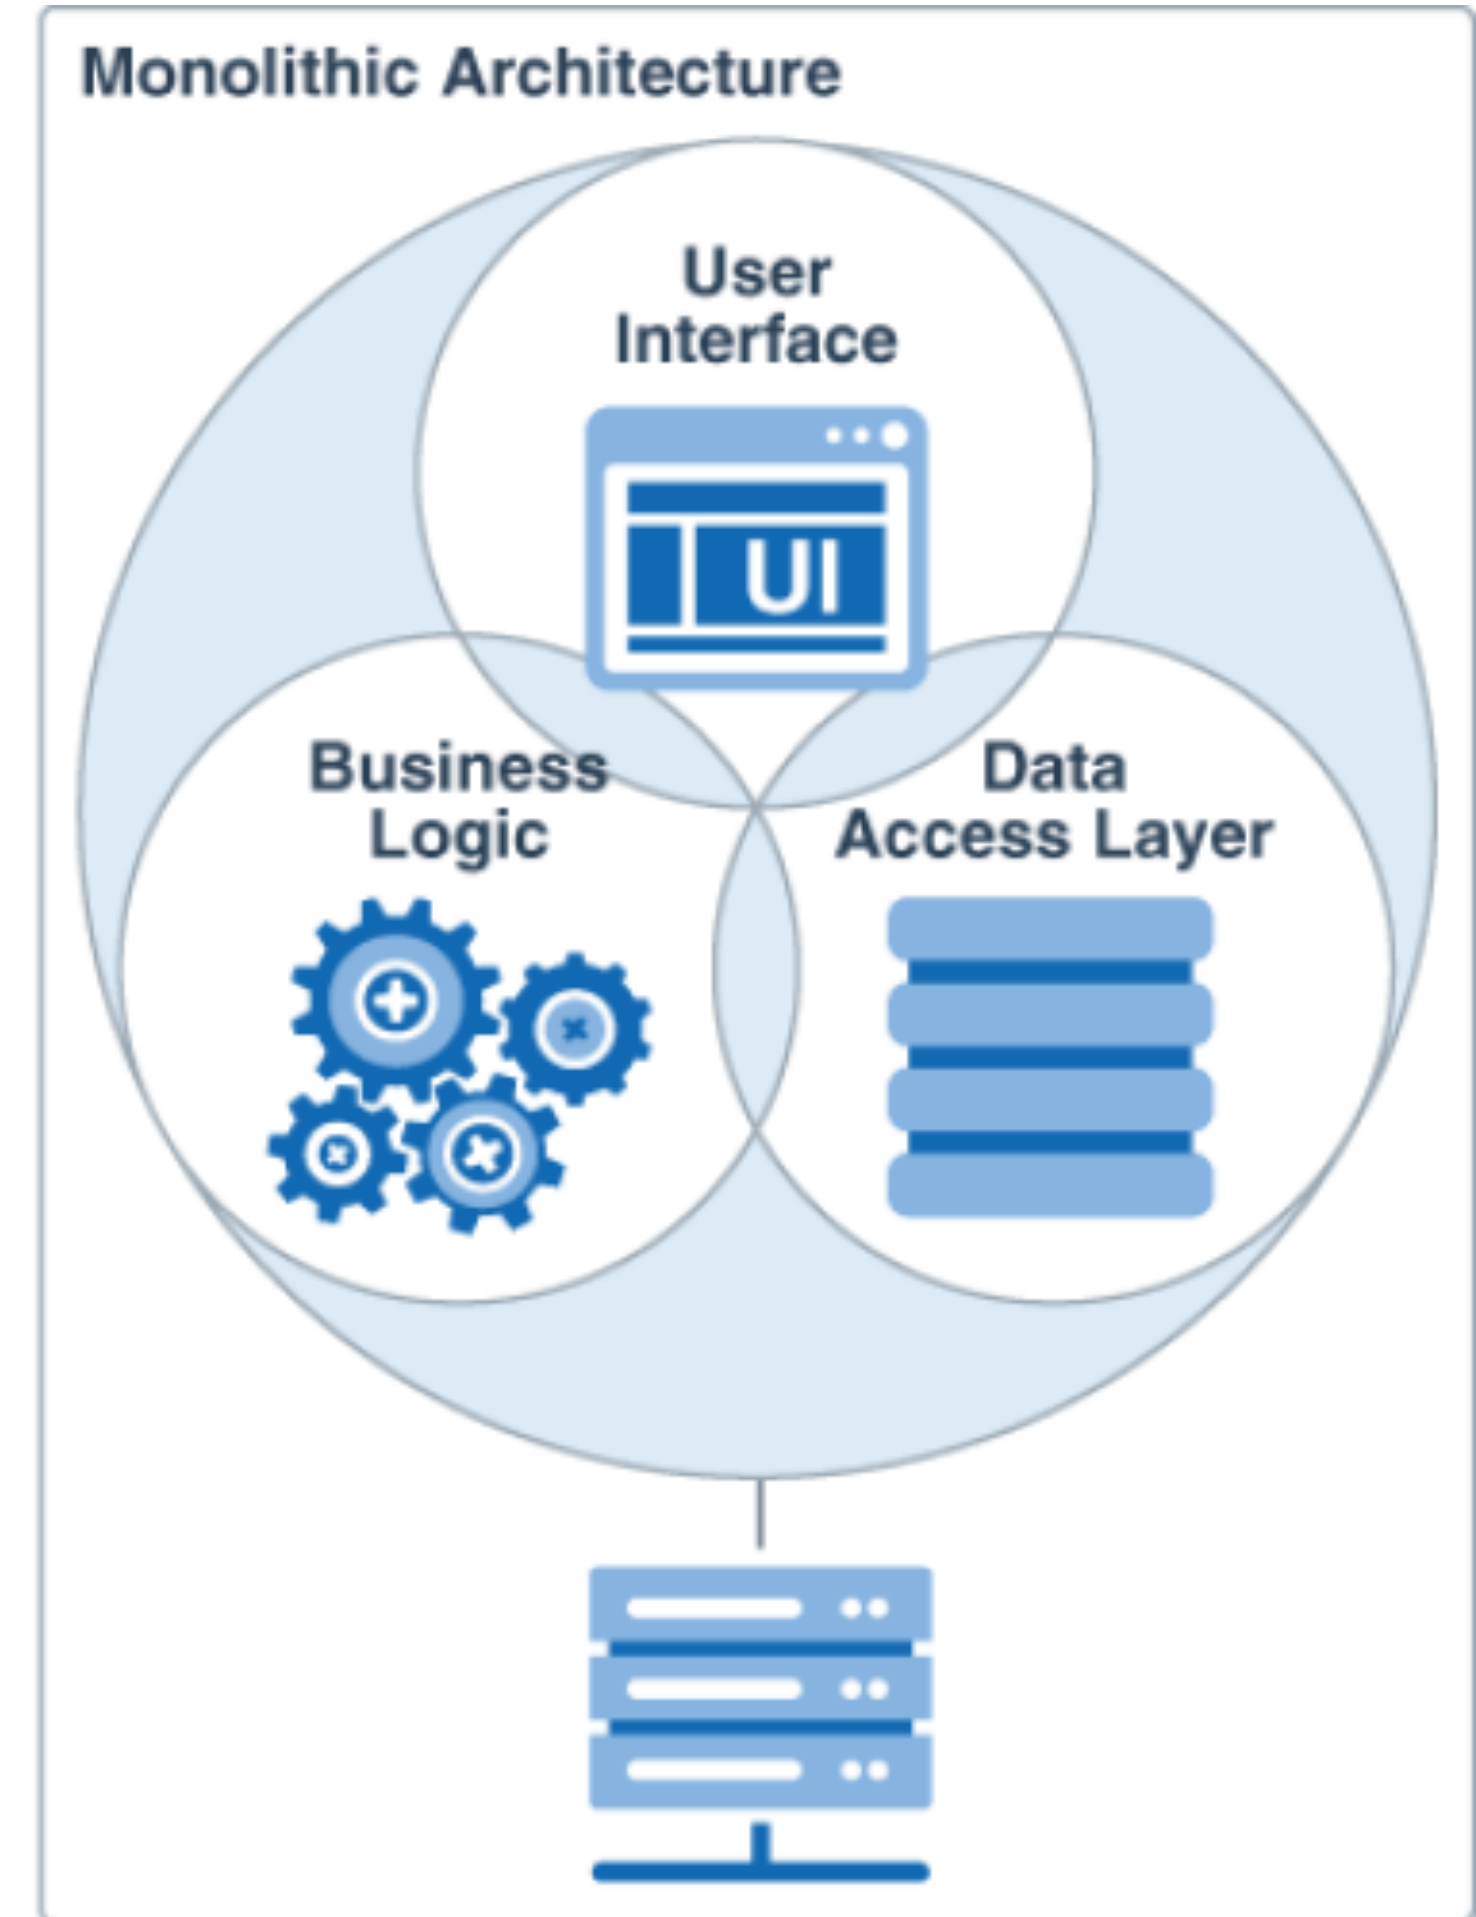 Monolithic Architecture
User
Interface
UI
Business
Logic
Data
Access Layer